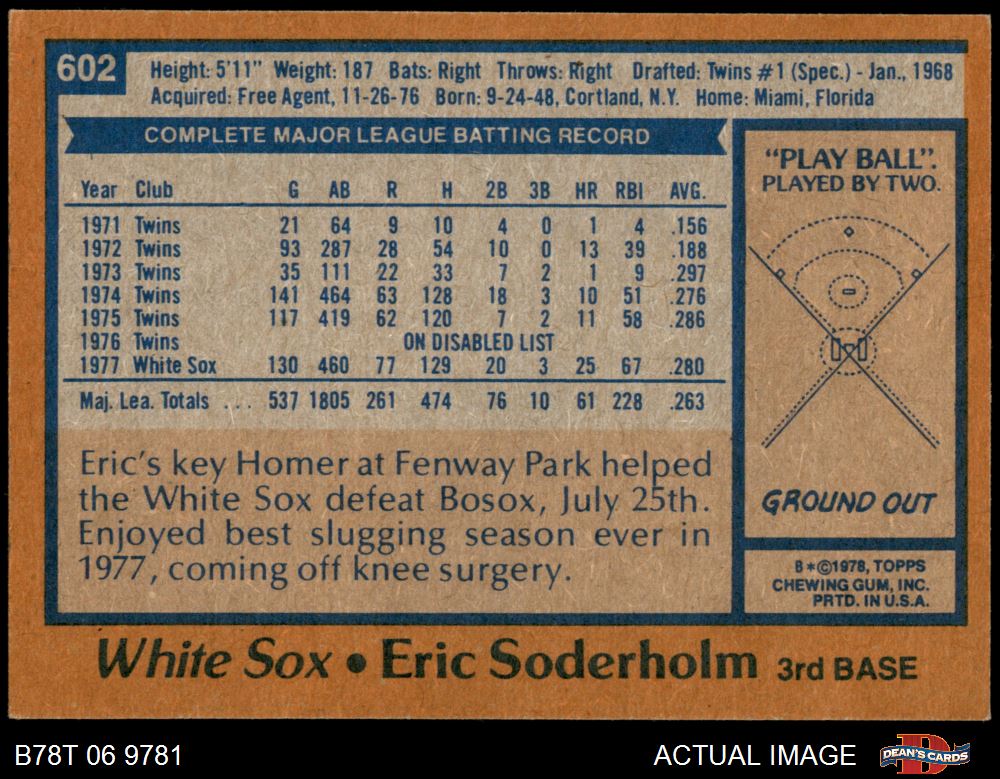 602
Height: 5'11" Weight: 187 Bats: Right Throws: Right Drafted: Twins #1 (Spec.) - Jan., 1968
Acquired: Free Agent, 11-26-76 Born: 9-24-48, Cortland, N.Y. Home: Miami, Florida
COMPLETE MAJOR LEAGUE BATTING RECORD
Year Club G AB R H 2B 3B HR RBI AVG.
1971 Twins 21 64 9 10 4 0 1 4 .156
1972 Twins 93 287 28 54 10 0 13 39 .188
1973 Twins 35 111 22 33 7 2 1 9 .297
1974 Twins 141 464 63 128 18 3 10 51 .276
1975 Twins 117 419 62 120 7 2 11 58 .286
1976 Twins ON DISABLED LIST
1977 White Sox 130 460 77 129 20 3 25 67 .280
Maj. Lea. Totals ... 537 1805 261 474 76 10 61 228 .263
Eric's key Homer at Fenway Park helped
the White Sox defeat Bosox, July 25th.
Enjoyed best slugging season ever in
1977, coming off knee surgery.
"PLAY BALL".
PLAYED BY TWO.
GROUND OUT
B*©1978, TOPPS
CHEWING GUM, INC.
PRTD. IN U.S.A.
White Sox • Eric Soderholm 3rd BASE
B78T 06 9781 ACTUAL IMAGE
DEAN'S CARDS